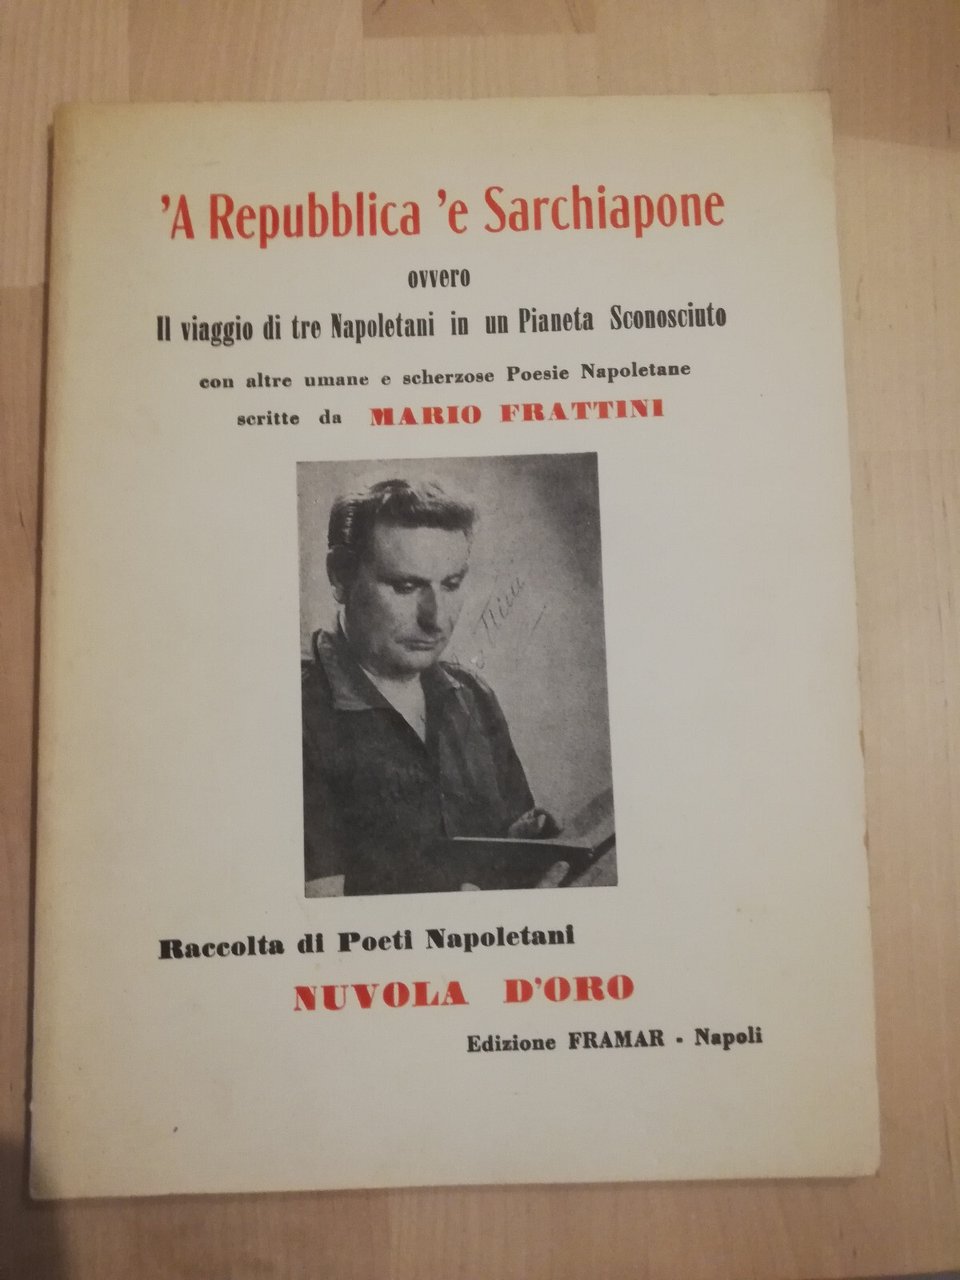 'A Repubblica 'e Sarchiapone
ovvero
Il viaggio di tre Napoletani in un Pianeta Sconosciuto
con altre umane e scherzose Poesie Napoletane
scritte da MARIO FRATTINI
Raccolta di Poeti Napoletani
NUVOLA D'ORO
Edizione FRAMAR - Napoli